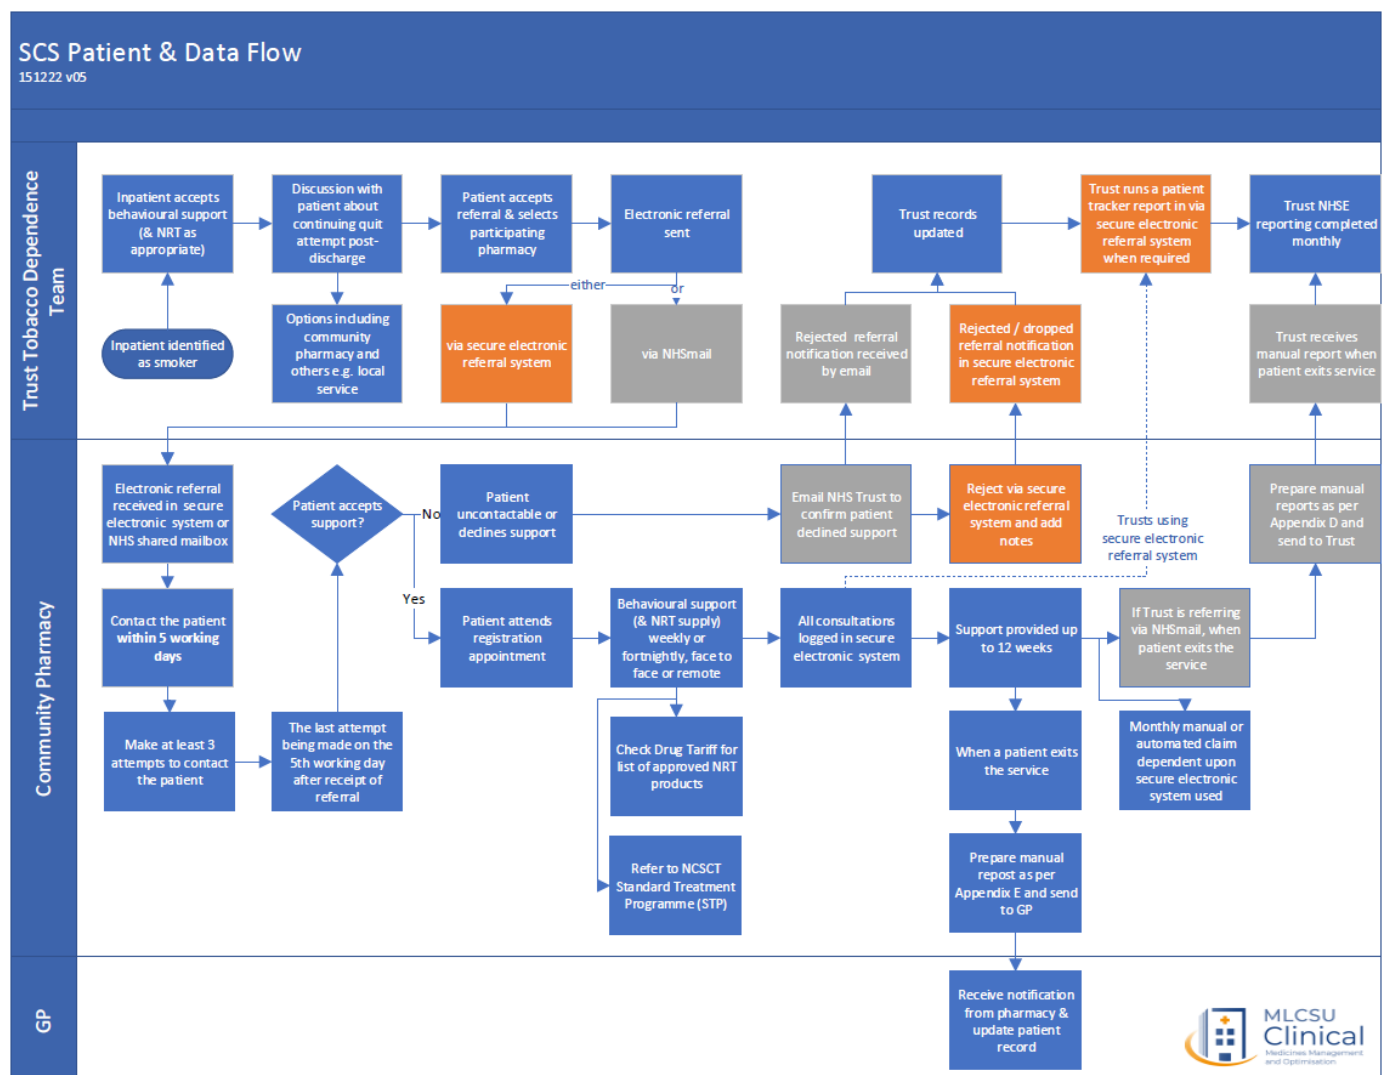 SCS Patient & Data Flow
151222 v05
Trust Tobacco Dependence
Team
Inpatient accepts
behavioural support
(& NRT as
appropriate)
Discussion with
patient about
continuing quit
attempt post-
discharge
Patient accepts
referral & selects
participating
pharmacy
Electronic referral
sent
Trust records
updated
Trust runs a patient
tracker report in via
secure electronic
referral system
when required
Trust NHSE
reporting completed
monthly
either
or
Inpatient identified
as smoker
Options including
community
pharmacy and
others e.g. local
service
via secure electronic
referral system
via NHSmail
Rejected referral
notification received
by email
Rejected / dropped
referral notification
in secure electronic
referral system
Trust receives
manual report when
patient exits service
Community Pharmacy
Electronic referral
received in secure
electronic system or
NHS shared mailbox
Patient accepts
support?
No
Patient
uncontactable or
declines support
Email NHS Trust to
confirm patient
declined support
Reject via secure
electronic referral
system and add
notes
Trusts using
secure electronic
referral system
Prepare manual
reports as per
Appendix D and
send to Trust
Yes
Contact the patient
within 5 working
days
Patient attends
registration
appointment
Behavioural support
(& NRT supply)
weekly or
fortnightly, face to
face or remote
All consultations
logged in secure
electronic system
Support provided up
to 12 weeks
If Trust is referring
via NHSmail, when
patient exits the
service
Make at least 3
attempts to contact
the patient
The last attempt
being made on the
5th working day
after receipt of
referral
Check Drug Tariff for
list of approved NRT
products
When a patient exits
the service
Monthly manual or
automated claim
dependent upon
secure electronic
system used
Refer to NCSCT
Standard Treatment
Programme (STP)
Prepare manual
repost as per
Appendix E and send
to GP
GP
Receive notification
from pharmacy &
update patient
record
MLCSU
Clinical
Medicines Management
and Optimisation